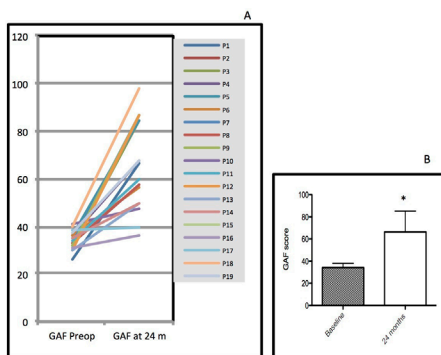 A
120
100
80
60
40
20
0
GAF Preop
GAF at 24 m
P1
P2
P3
P4
P5
P6
P7
P8
P9
P10
P11
P12
P13
P14
P15
P16
P17
P18
P19
B
GAF score
100
80
60
40
20
0
*
Baseline
24 months